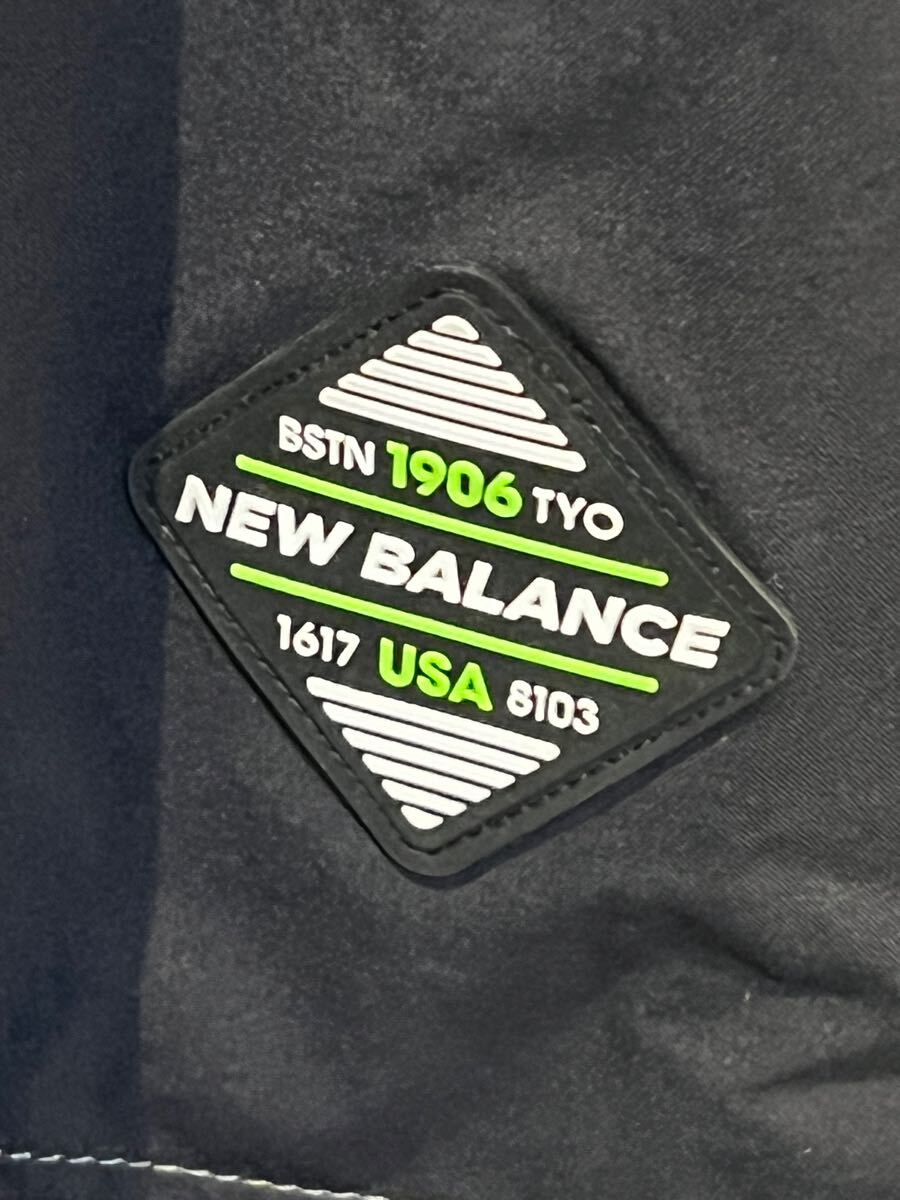 BSTN 1906 TYO
NEW BALANCE
1617 USA 8103